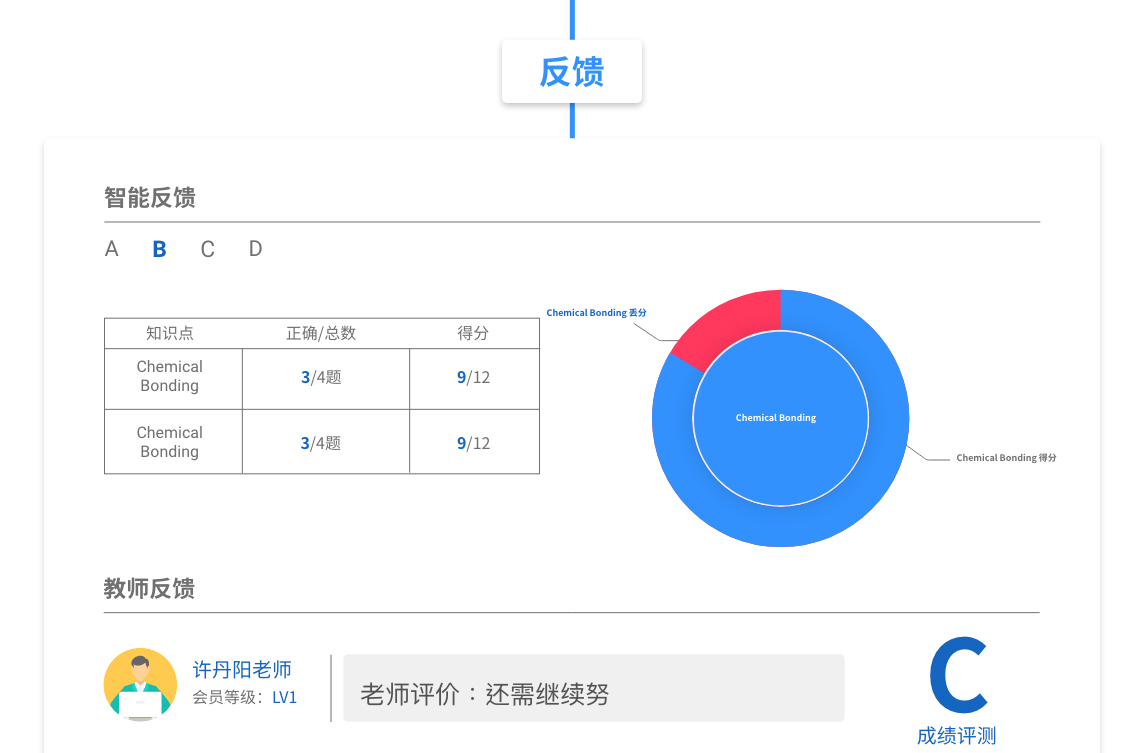 反馈
智能反馈
A B C D
知识点 正确/总数 得分
Chemical
Bonding
3/4题 9/12
Chemical
Bonding
3/4题 9/12
Chemical Bonding 丢分
Chemical Bonding
Chemical Bonding 得分
教师反馈
许丹阳老师
会员等级：LV1
老师评价：还需继续努
C
成绩评测